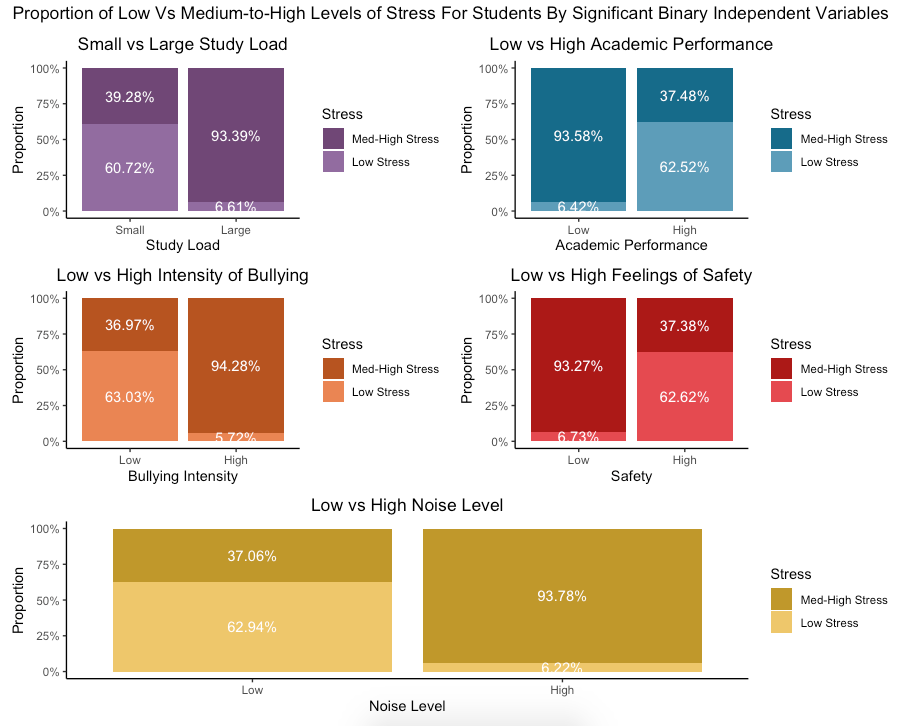 Proportion of Low Vs Medium-to-High Levels of Stress For Students By Significant Binary Independent Variables
Small vs Large Study Load
Proportion
100%
75%
50%
25%
0%
39.28%
60.72%
93.39%
6.61%
Small
Large
Study Load
Stress
Med-High Stress
Low Stress
Low vs High Academic Performance
Proportion
100%
75%
50%
25%
0%
93.58%
6.42%
37.48%
62.52%
Low
High
Academic Performance
Stress
Med-High Stress
Low Stress
Low vs High Intensity of Bullying
Proportion
100%
75%
50%
25%
0%
36.97%
63.03%
94.28%
5.72%
Low
High
Bullying Intensity
Stress
Med-High Stress
Low Stress
Low vs High Feelings of Safety
Proportion
100%
75%
50%
25%
0%
93.27%
6.73%
37.38%
62.62%
Low
High
Safety
Stress
Med-High Stress
Low Stress
Low vs High Noise Level
Proportion
100%
75%
50%
25%
0%
37.06%
62.94%
93.78%
6.22%
Low
High
Noise Level
Stress
Med-High Stress
Low Stress